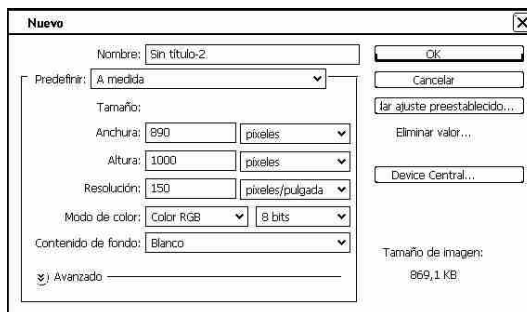 Nuevo
Nombre: Sin título-2
OK
Predefinir: A medida
Cancelar
Tamaño:
lar ajuste preestablecido...
Anchura: 890 píxeles
Eliminar valor...
Altura: 1000 píxeles
Resolución: 150 píxeles/pulgada
Device Central...
Modo de color: Color RGB 8 bits
Contenido de fondo: Blanco
Tamaño de imagen:
869,1 KB
Avanzado